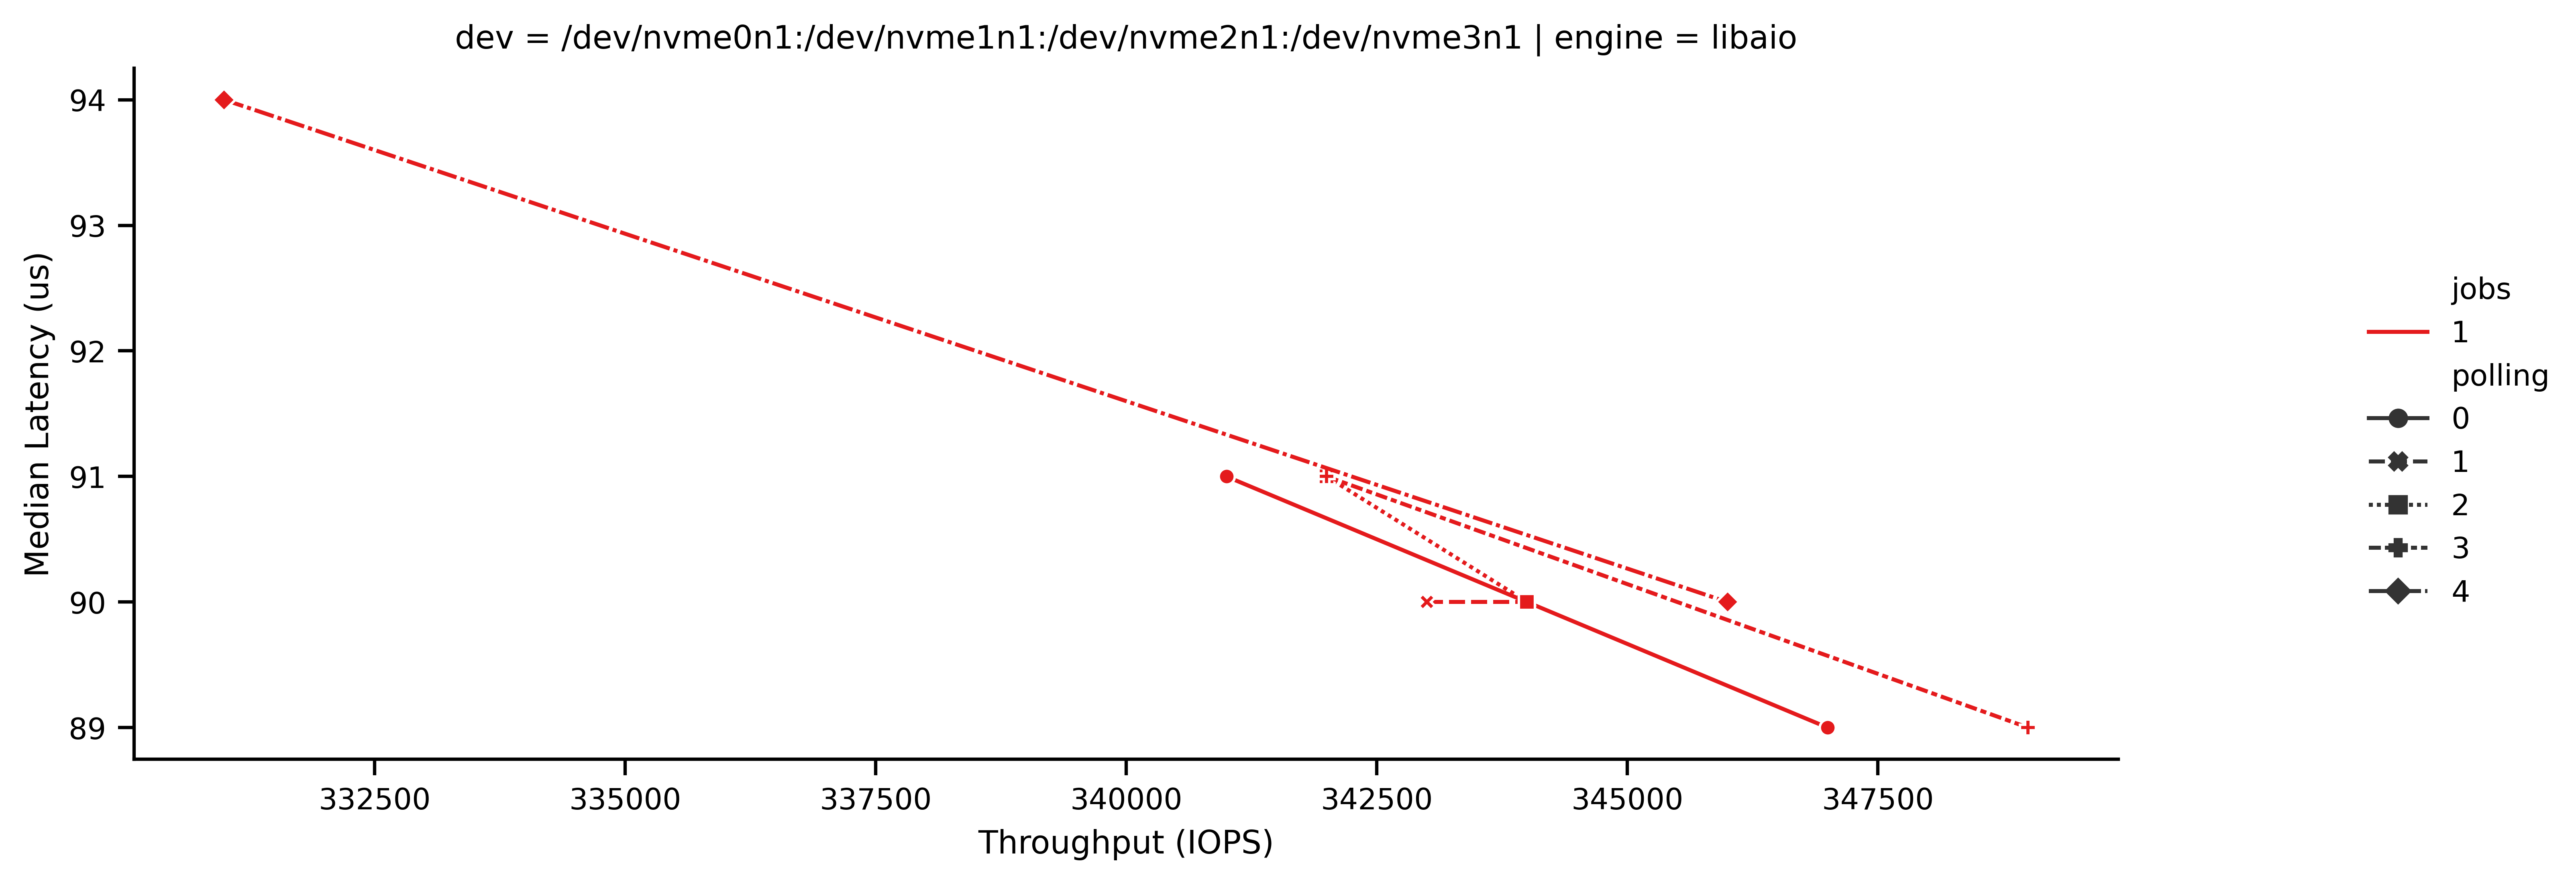 dev = /dev/nvme0n1:/dev/nvme1n1:/dev/nvme2n1:/dev/nvme3n1 | engine = libaio
94
93
92
91
90
89
Median Latency (us)
332500 335000 337500 340000 342500 345000 347500
Throughput (IOPS)
jobs
1
polling
0
1
2
3
4